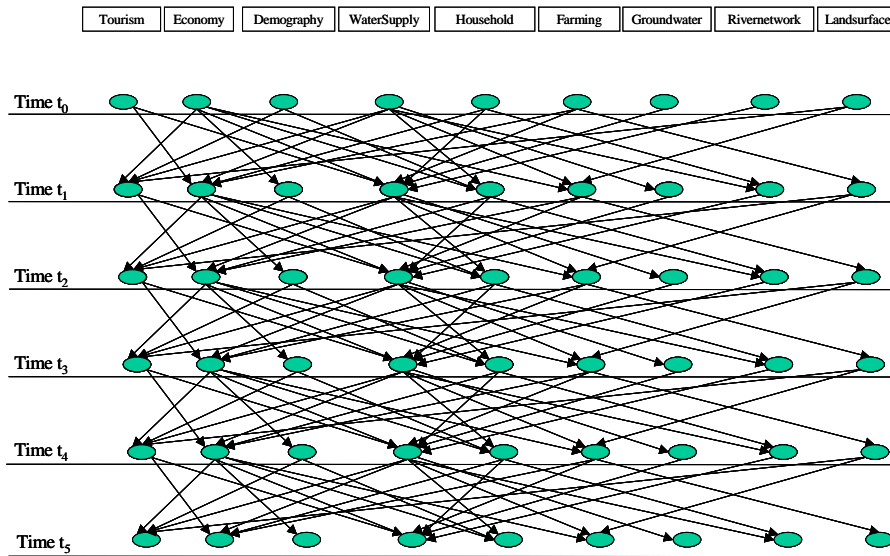 Tourism Economy Demography WaterSupply Household Farming Groundwater Rivernetwork Landsurface
Time t0
Time t1
Time t2
Time t3
Time t4
Time t5